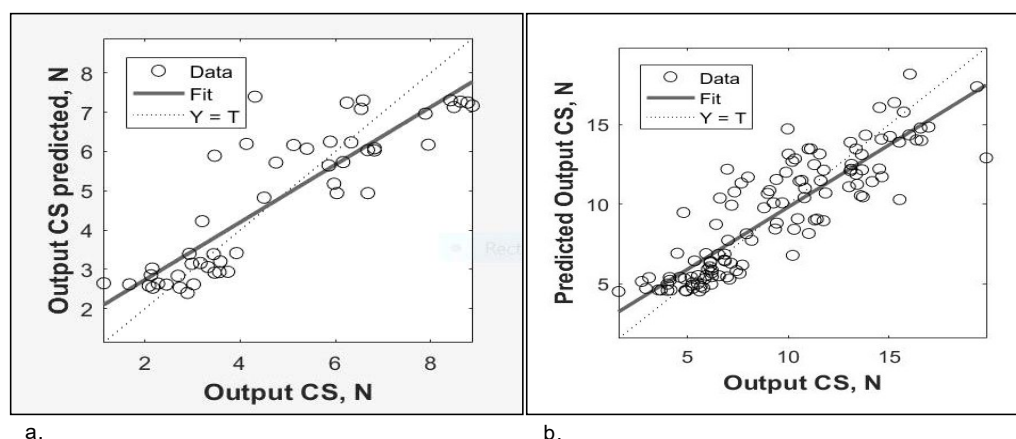 Data
Fit
Y = T
Output CS predicted, N
8
7
6
5
4
3
2
2
4
6
8
Output CS, N
a.
Rect
Data
Fit
Y = T
Predicted Output CS, N
15
10
5
5
10
15
Output CS, N
b.